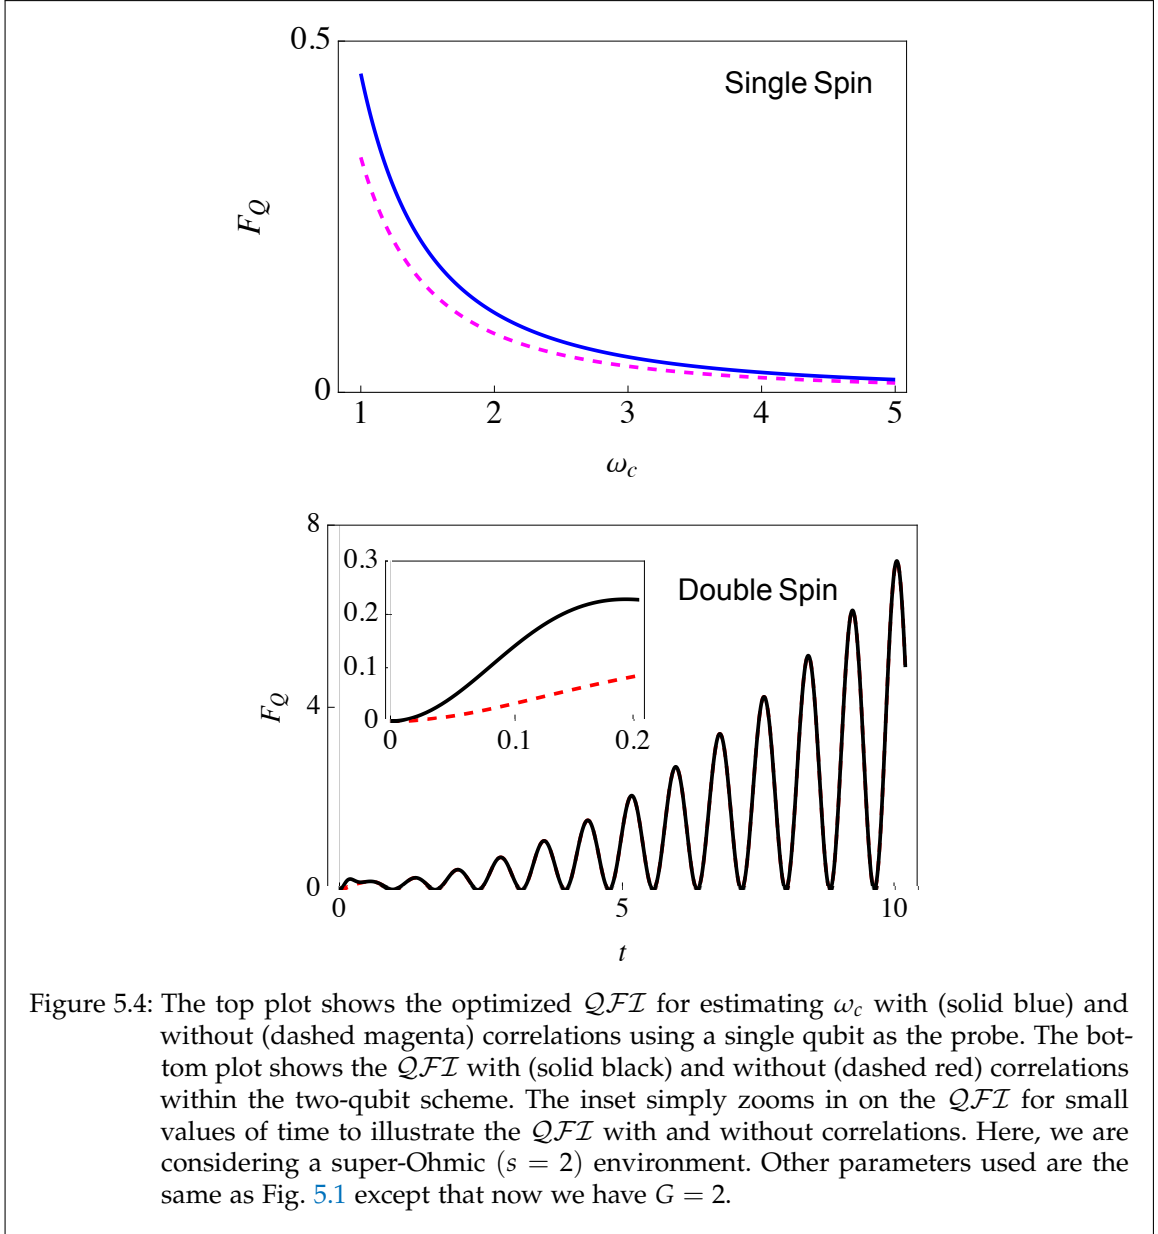 0.5
Single Spin
F_Q
0
1 2 3 4 5
ω_c
8
0.3
Double Spin
0.2
0.1
F_Q
4
0
0 0.1 0.2
0
0 5 10
t
Figure 5.4: The top plot shows the optimized 𝒬ℱℐ for estimating ω_c with (solid blue) and
without (dashed magenta) correlations using a single qubit as the probe. The bot-
tom plot shows the 𝒬ℱℐ with (solid black) and without (dashed red) correlations
within the two-qubit scheme. The inset simply zooms in on the 𝒬ℱℐ for small
values of time to illustrate the 𝒬ℱℐ with and without correlations. Here, we are
considering a super-Ohmic (s = 2) environment. Other parameters used are the
same as Fig. 5.1 except that now we have G = 2.